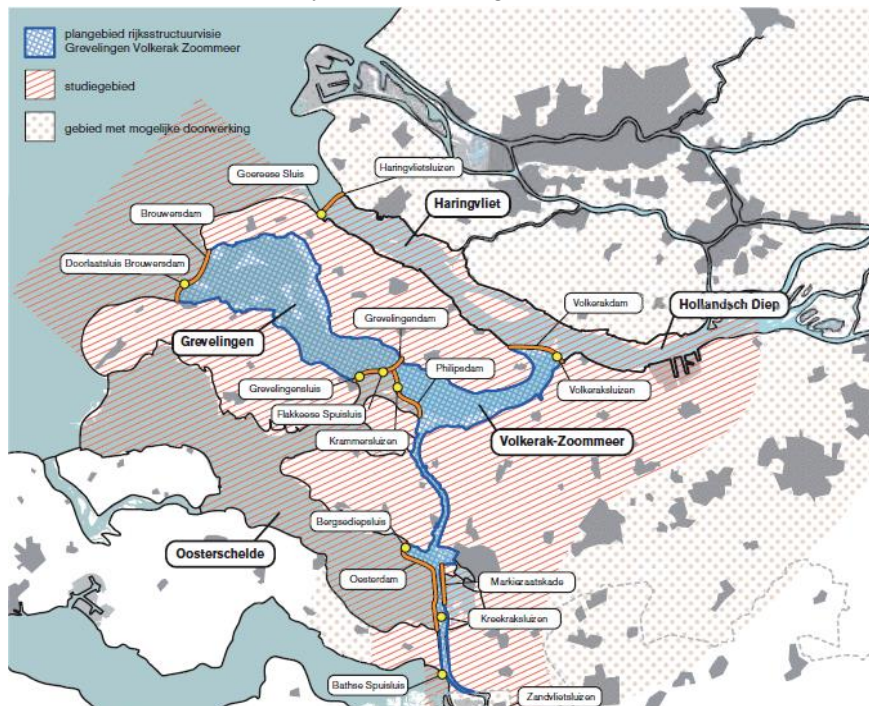 plangebied rijksstructuurvisie
Grevelingen Volkerak Zoommeer
studiegebied
gebied met mogelijke doorwerking
Goereese Sluis
Haringvlietsluizen
Haringvliet
Brouwersdam
Doorlaatsluis Brouwersdam
Volkerakdam
Hollandsch Diep
Grevelingendam
Grevelingen
Philipsdam
Grevelingensluis
Volkeraksluizen
Flakkeese Spuisluis
Krammersluizen
Volkerak-Zoommeer
Bergsediepsluis
Oosterschelde
Oesterdam
Markiezaatskade
Kreekraksluizen
Bathse Spuisluis
Zandvlietsluizen